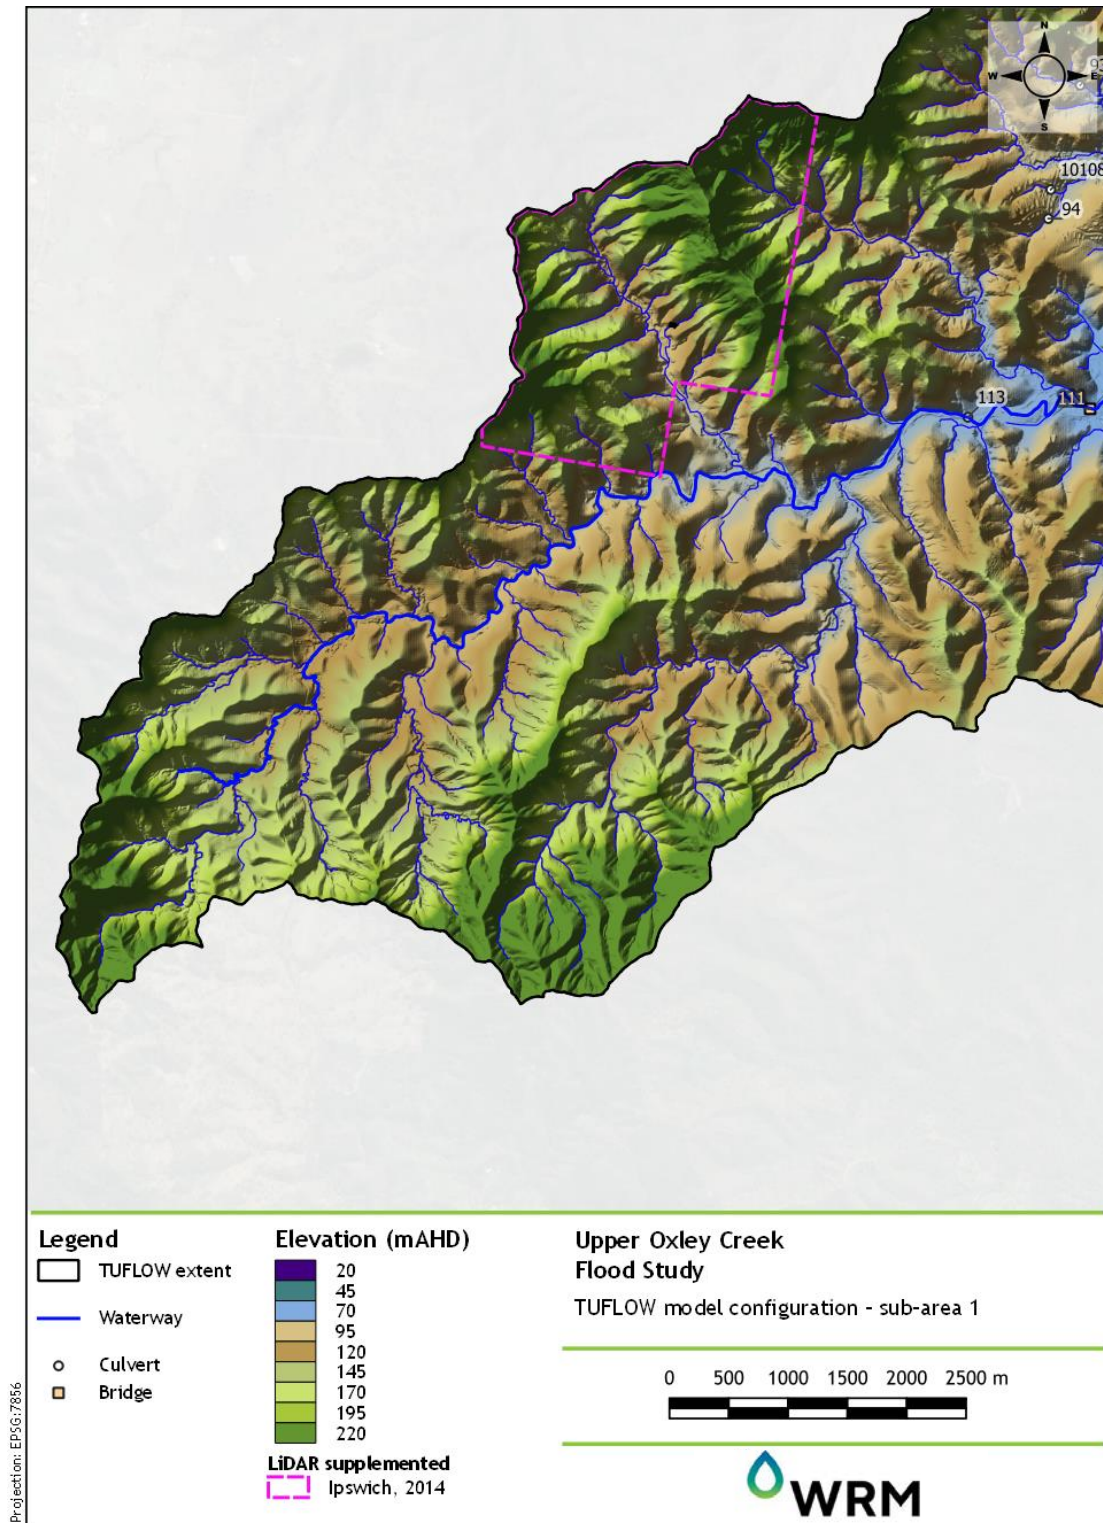 N
W
E
S
93
10108
94
113
111
Legend
TUFLOW extent
Waterway
Culvert
Bridge
Elevation (mAHD)
20
45
70
95
120
145
170
195
220
LiDAR supplemented
Ipswich, 2014
Upper Oxley Creek
Flood Study
TUFLOW model configuration - sub-area 1
0 500 1000 1500 2000 2500 m
WRM
Projection: EPSG:7856